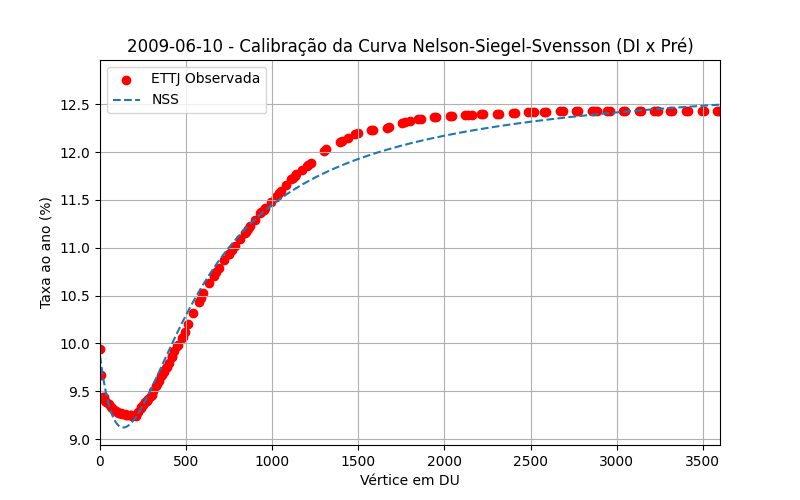 2009-06-10 - Calibração da Curva Nelson-Siegel-Svensson (DI x Pré)
ETTJ Observada
NSS
Taxa ao ano (%)
12.5
12.0
11.5
11.0
10.5
10.0
9.5
9.0
0 500 1000 1500 2000 2500 3000 3500
Vértice em DU